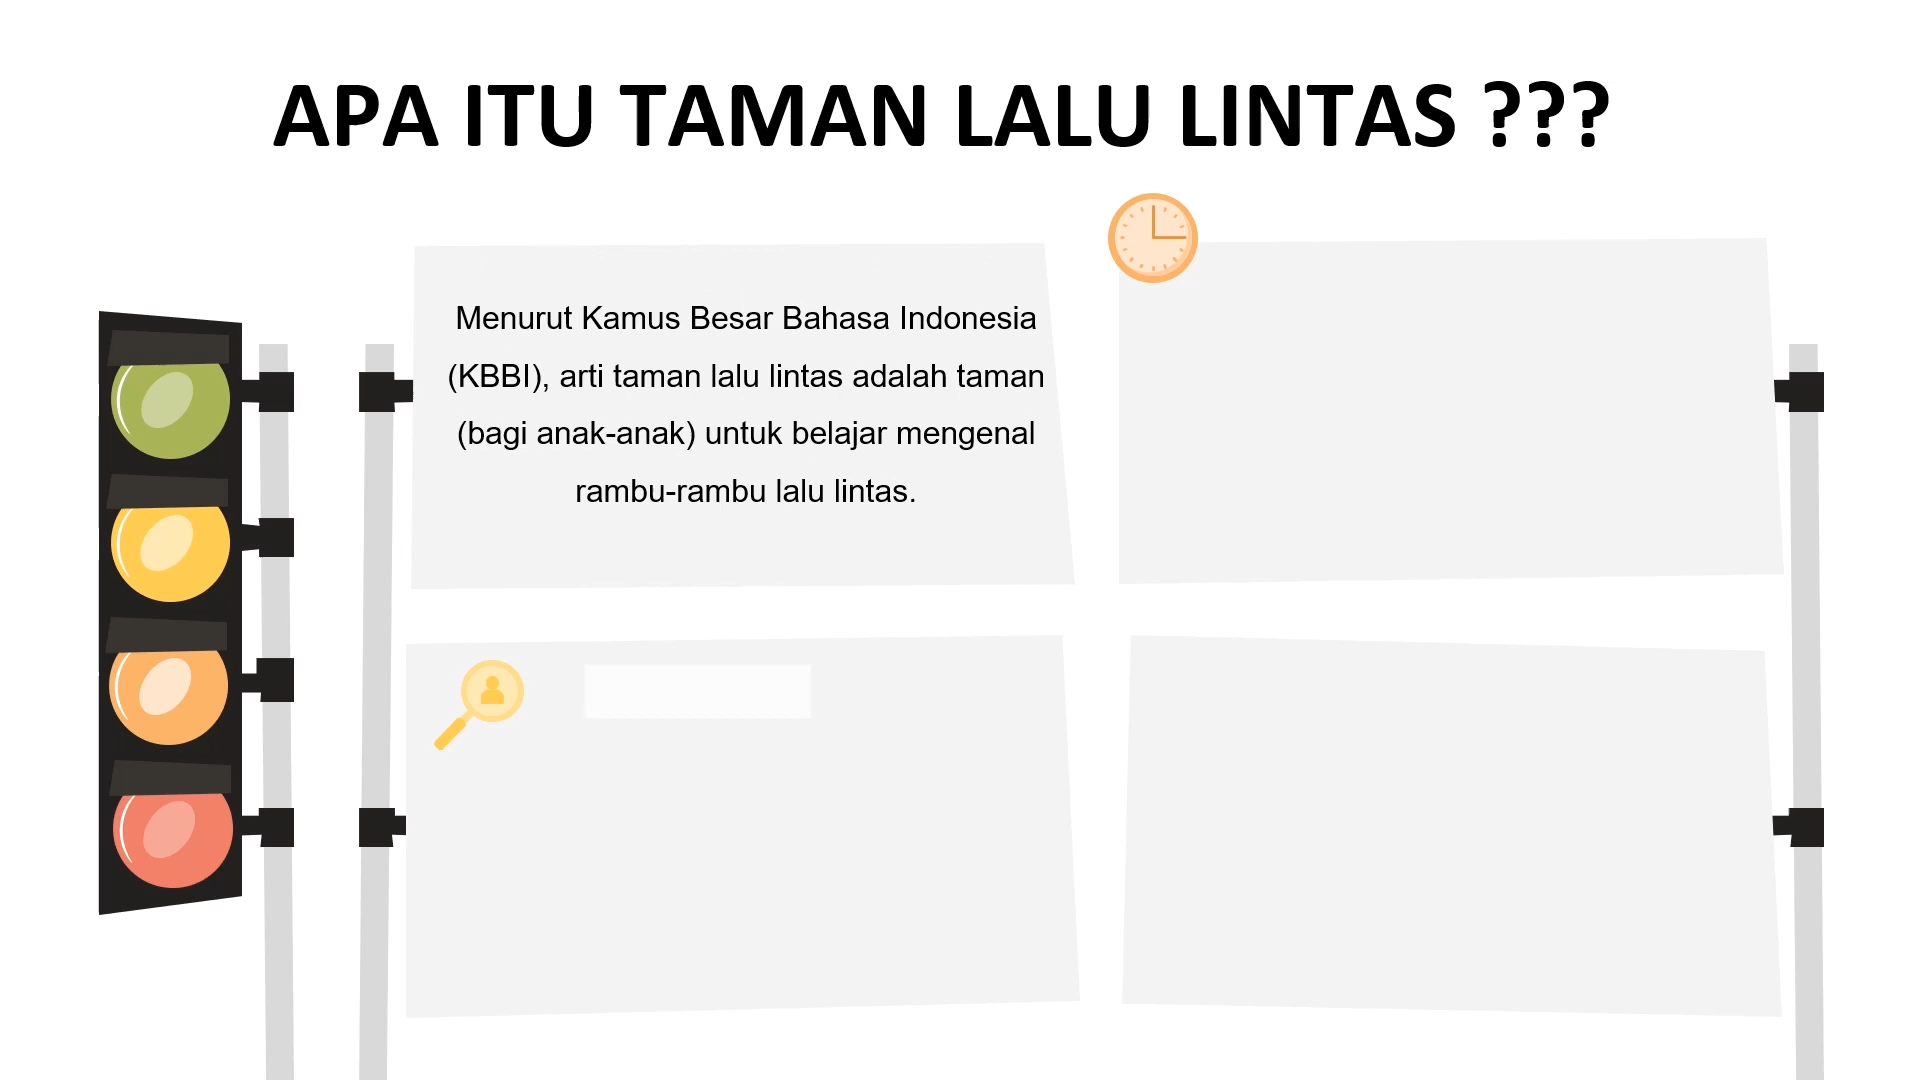 APA ITU TAMAN LALU LINTAS ???
Menurut Kamus Besar Bahasa Indonesia
(KBBI), arti taman lalu lintas adalah taman
(bagi anak-anak) untuk belajar mengenal
rambu-rambu lalu lintas.